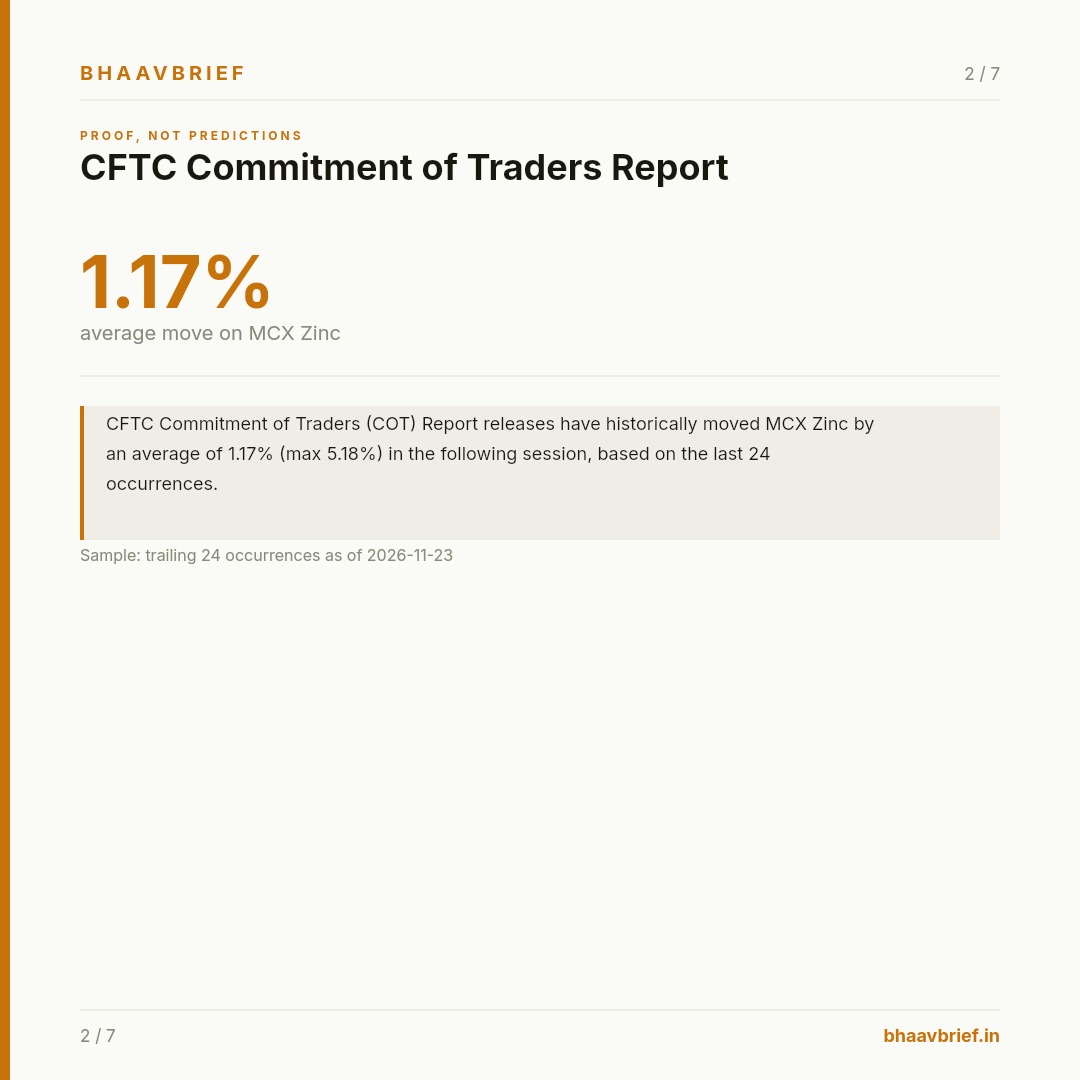 BHAAVBRIEF
2 / 7
PROOF, NOT PREDICTIONS
CFTC Commitment of Traders Report
1.17%
average move on MCX Zinc
CFTC Commitment of Traders (COT) Report releases have historically moved MCX Zinc by
an average of 1.17% (max 5.18%) in the following session, based on the last 24
occurrences.
Sample: trailing 24 occurrences as of 2026-11-23
2 / 7
bhaavbrief.in